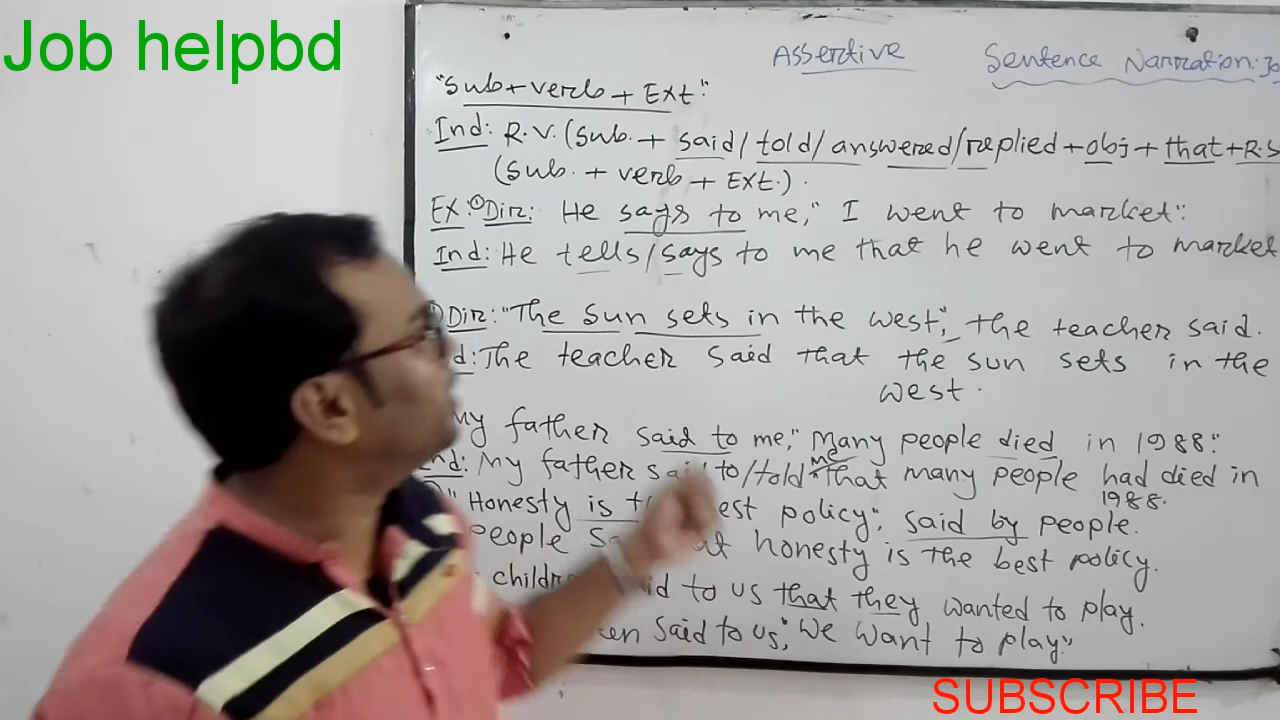 Job helpbd
Assertive Sentence Narration:
"Sub+verb+Ext."
Ind: R.V. (Sub. + said/told/answered/replied+obj+that+R.S
(Sub. + verb + Ext.).
Ex:① Dir: He says to me," I went to market".
Ind: He tells/says to me that he went to market
Dir: "The sun sets in the west", the teacher said.
d: The teacher said that the sun sets in the
west.
My father said to me," Many people died in 1988".
Ind: My father said to/told me that many people had died in
1988.
"Honesty is est policy", said by people.
People honesty is the best policy.
to us that they wanted to play.
said to us," We want to play."
SUBSCRIBE